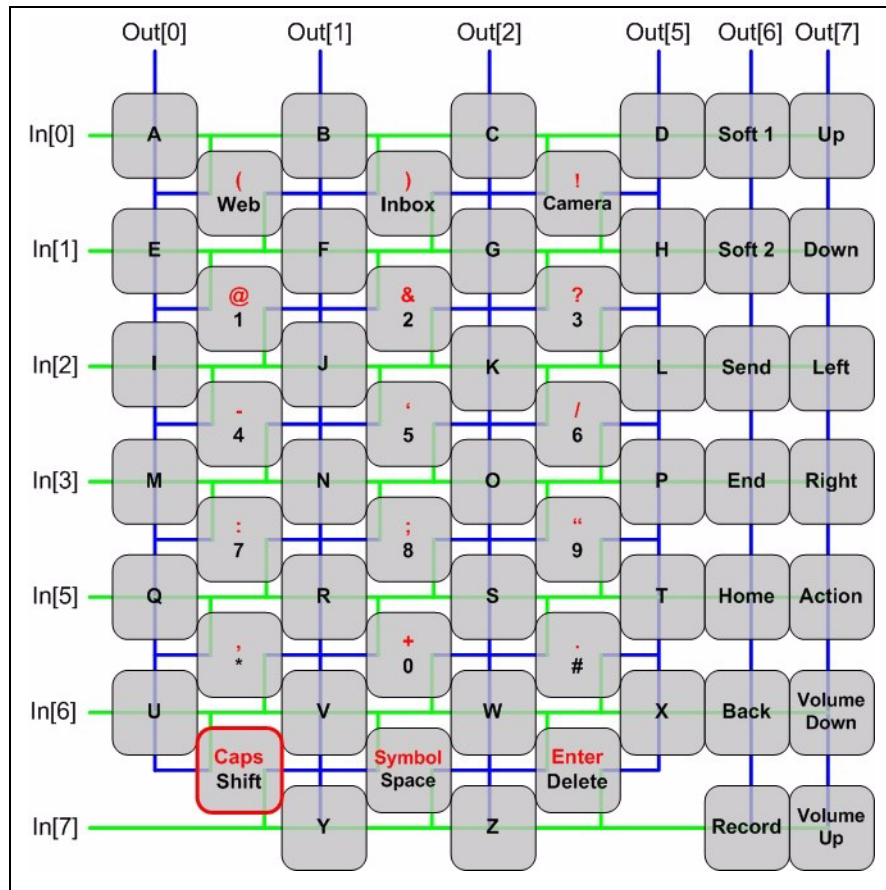 Out[0] Out[1] Out[2] Out[5] Out[6] Out[7]
In[0] A B C D Soft 1 Up
( ) !
Web Inbox Camera
In[1] E F G H Soft 2 Down
@ & ?
1 2 3
In[2] I J K L Send Left
- ‘ /
4 5 6
In[3] M N O P End Right
: ; “
7 8 9
In[5] Q R S T Home Action
, + .
* 0 #
In[6] U V W X Back Volume
Down
Caps Symbol Enter
Shift Space Delete
In[7] Y Z Record Volume
Up